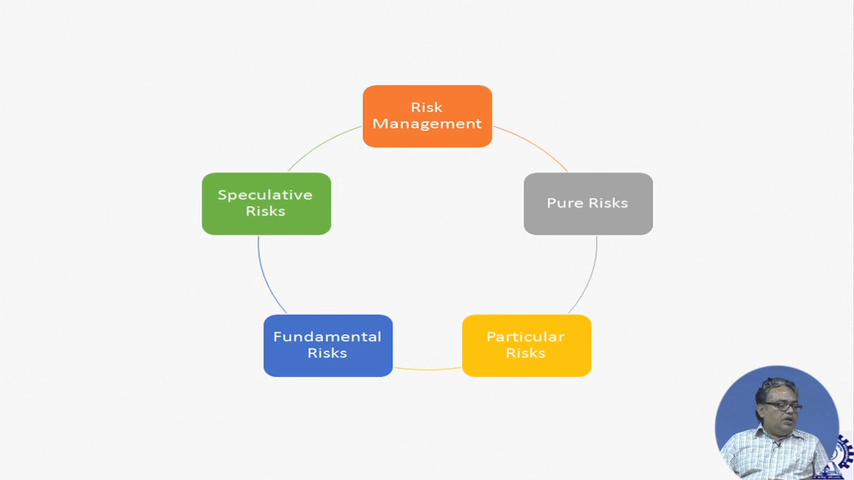 Risk
Management
Pure Risks
Particular
Risks
Fundamental
Risks
Speculative
Risks